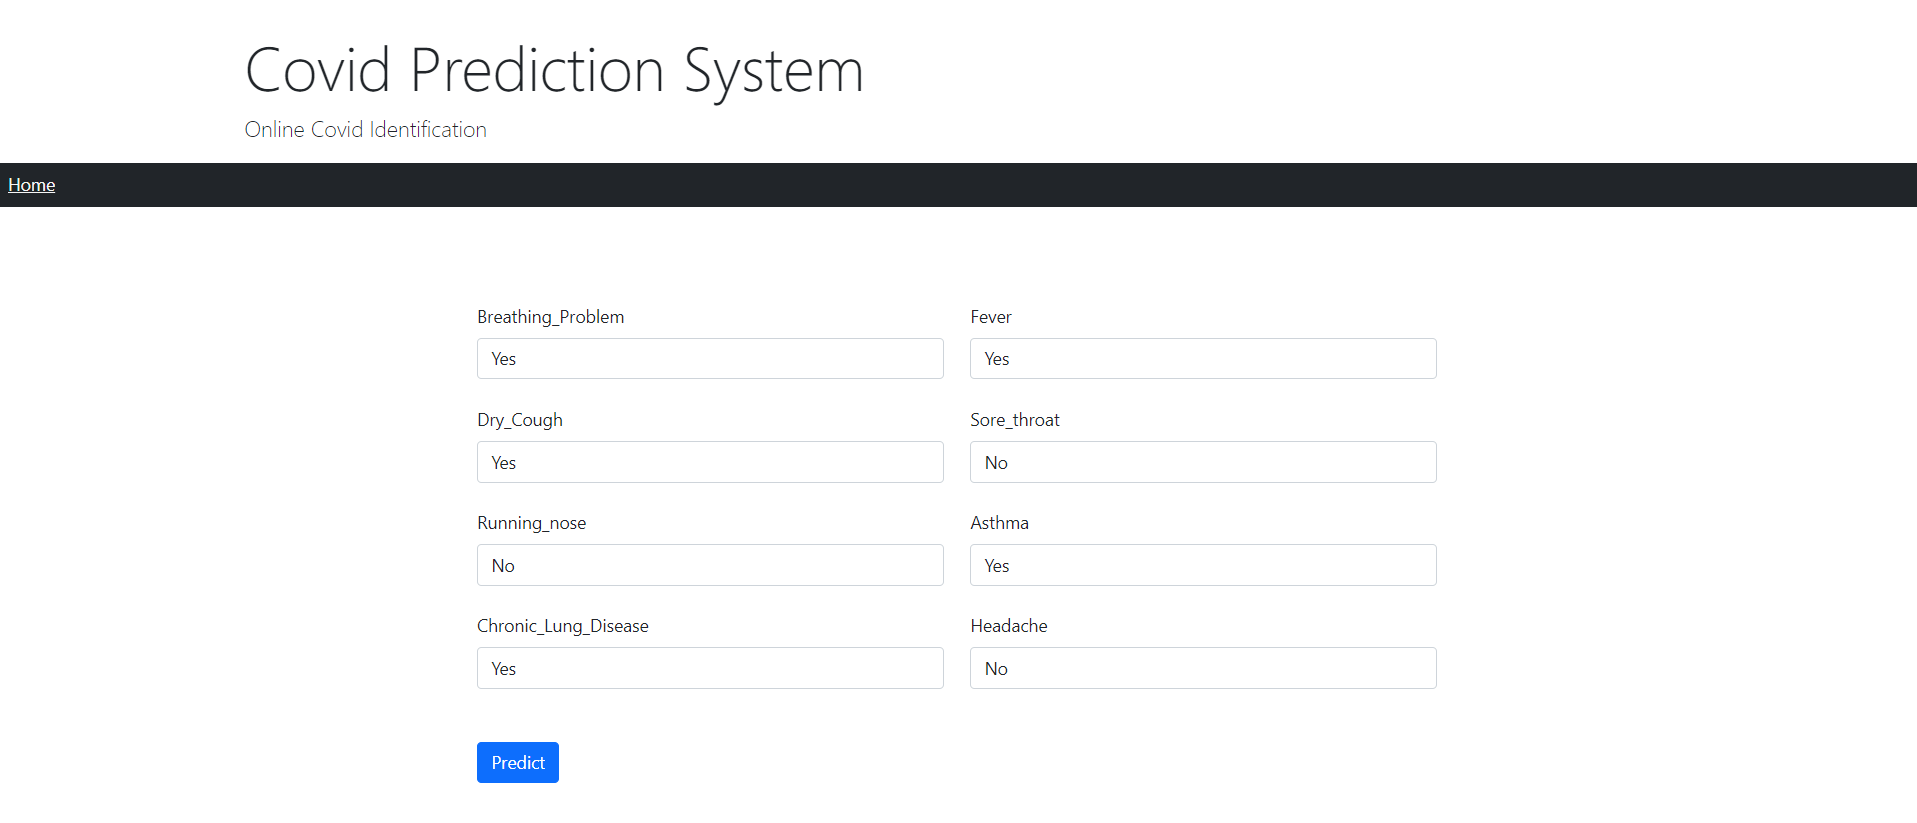 Covid Prediction System
Online Covid Identification
Home
Breathing_Problem
Fever
Yes
Yes
Dry_Cough
Sore_throat
Yes
No
Running_nose
Asthma
No
Yes
Chronic_Lung_Disease
Headache
Yes
No
Predict